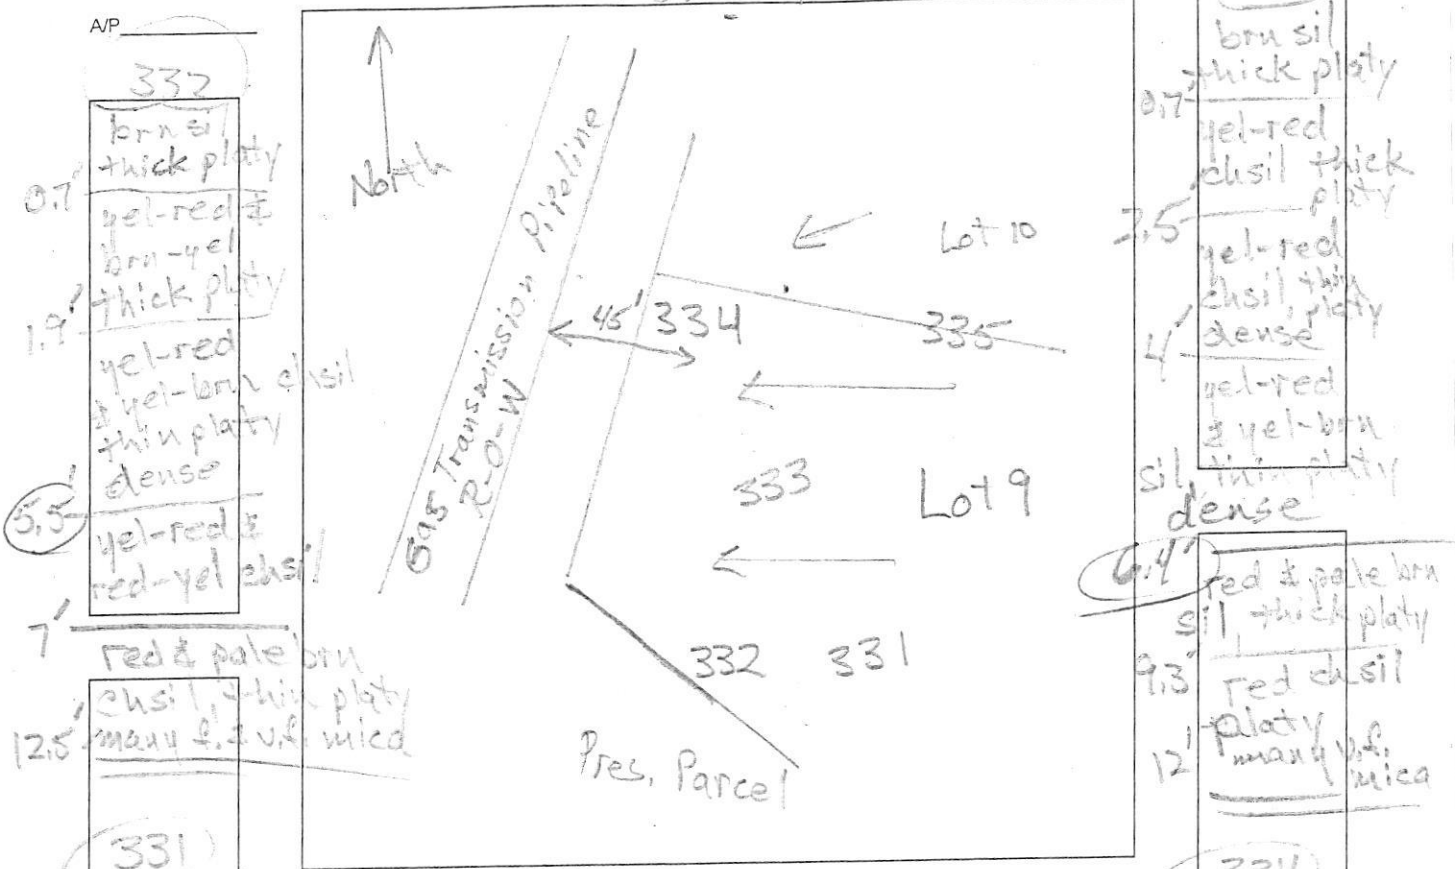 A/P
332
brn sil
thick platy
0.7'
yel-red &
brn-yel
thick platy
1.9'
yel-red
& yel-brn chsil
thin platy
dense
5.5'
yel-red &
red-yel chsil
7'
red & pale brn
chsil, thin platy
many f. & v.f. mica
12.5'
331
North
Transmission Pipeline
R-O-W
45'
334
335
Lot 10
333
Lot 9
332 331
Pres. Parcel
brn sil
thick platy
0.7'
yel-red
chsil thick
platy
yel-red
chsil, thin
platy
dense
4'
yel-red
& yel-brn
sil, thin platy
dense
6.4'
red & pale brn
sil, thick platy
9.3'
red chsil
platy
many v.f.
mica
12'
334